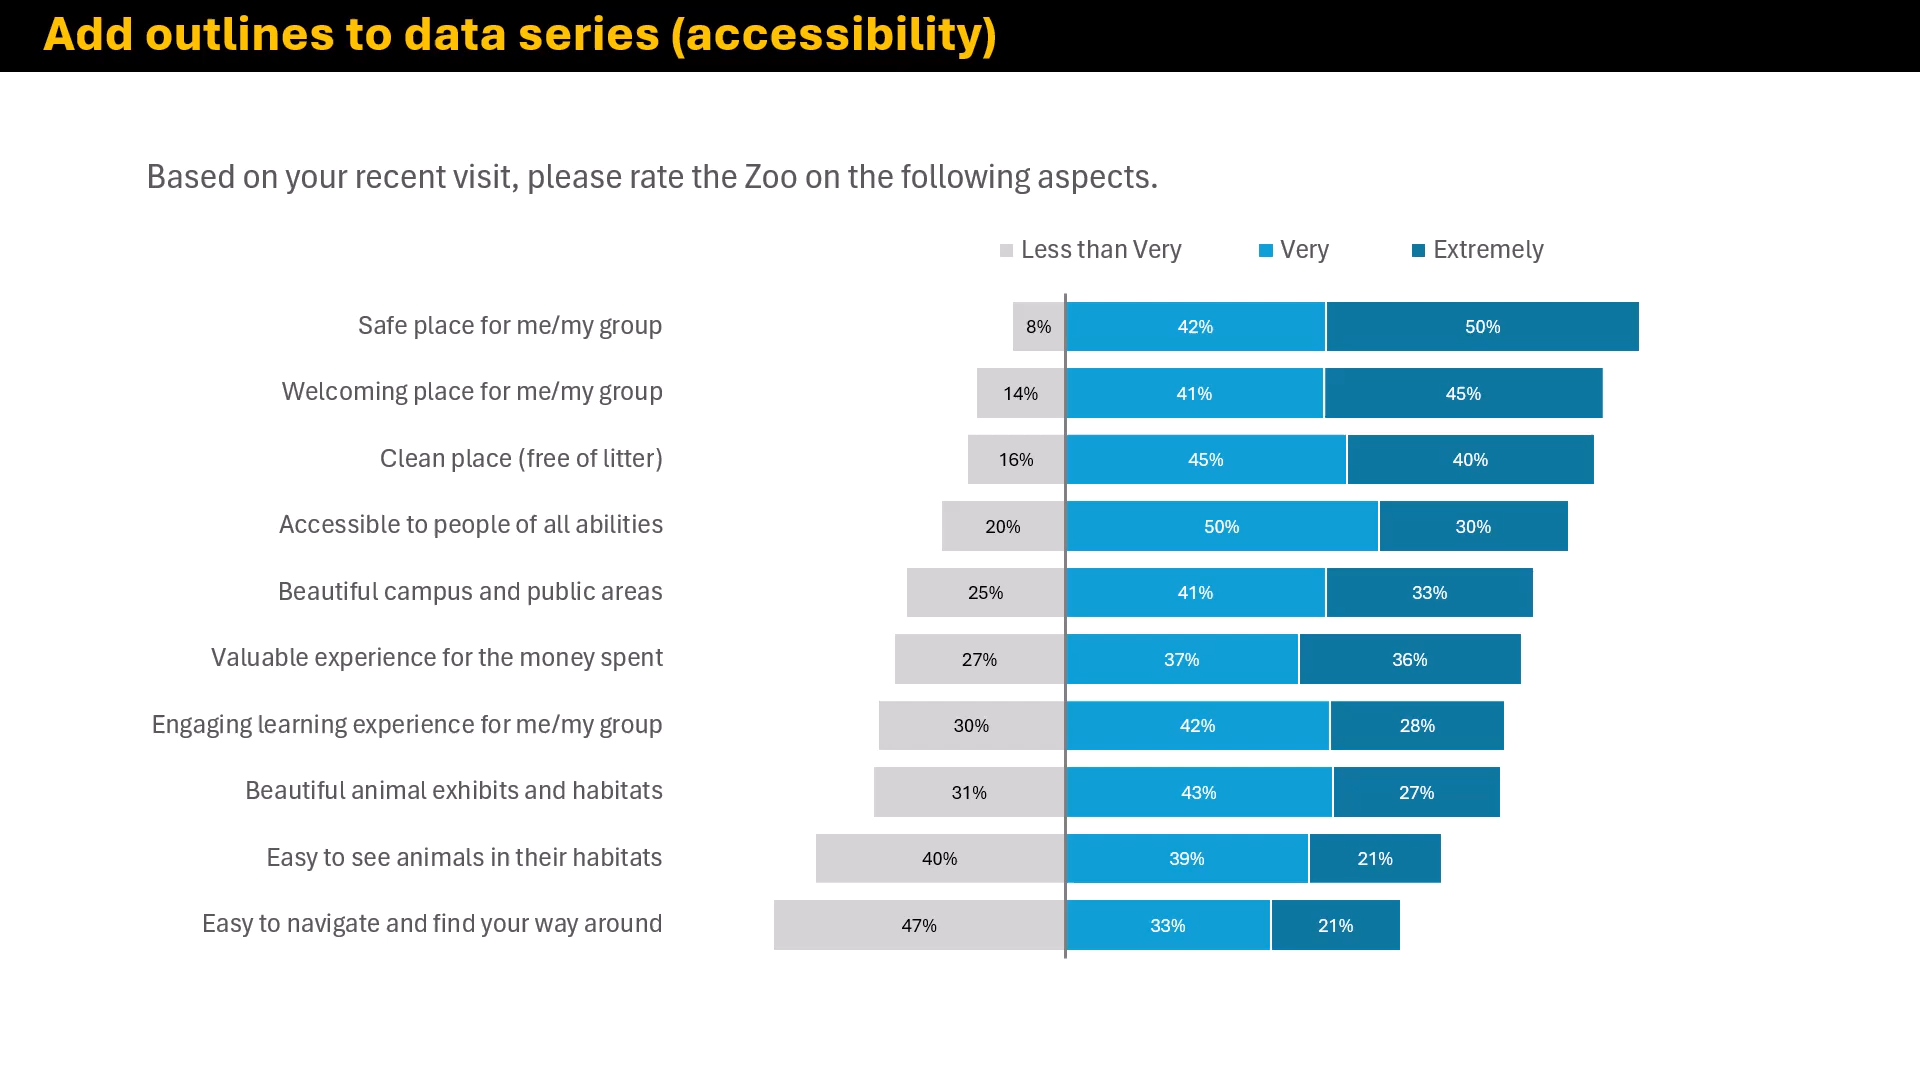 Add outlines to data series (accessibility)
Based on your recent visit, please rate the Zoo on the following aspects.
Less than Very Very Extremely
Safe place for me/my group 8% 42% 50%
Welcoming place for me/my group 14% 41% 45%
Clean place (free of litter) 16% 45% 40%
Accessible to people of all abilities 20% 50% 30%
Beautiful campus and public areas 25% 41% 33%
Valuable experience for the money spent 27% 37% 36%
Engaging learning experience for me/my group 30% 42% 28%
Beautiful animal exhibits and habitats 31% 43% 27%
Easy to see animals in their habitats 40% 39% 21%
Easy to navigate and find your way around 47% 33% 21%